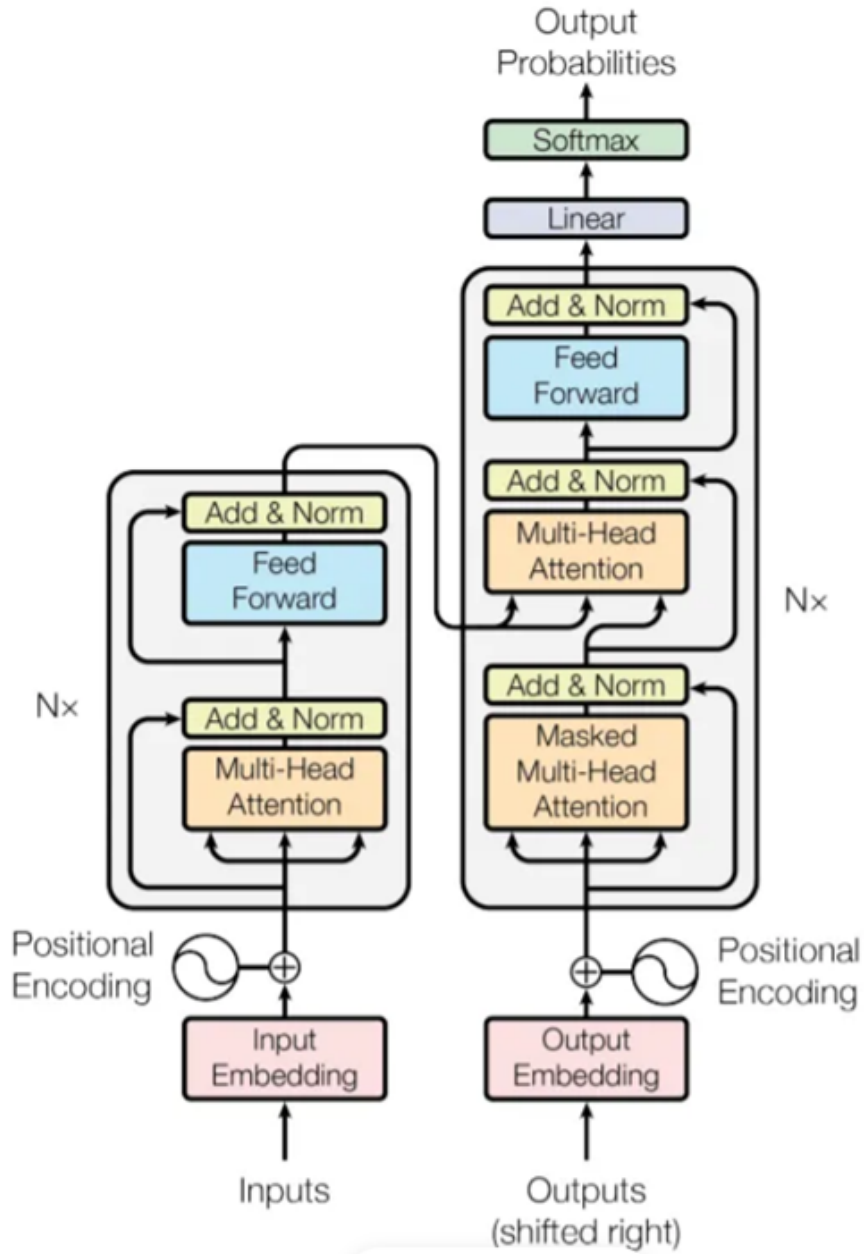 Output
Probabilities
Softmax
Linear
Add & Norm
Feed
Forward
Add & Norm
Multi-Head
Attention
Add & Norm
Masked
Multi-Head
Attention
Nx
Add & Norm
Feed
Forward
Add & Norm
Multi-Head
Attention
Nx
Positional
Encoding
Positional
Encoding
Input
Embedding
Output
Embedding
Inputs
Outputs
(shifted right)